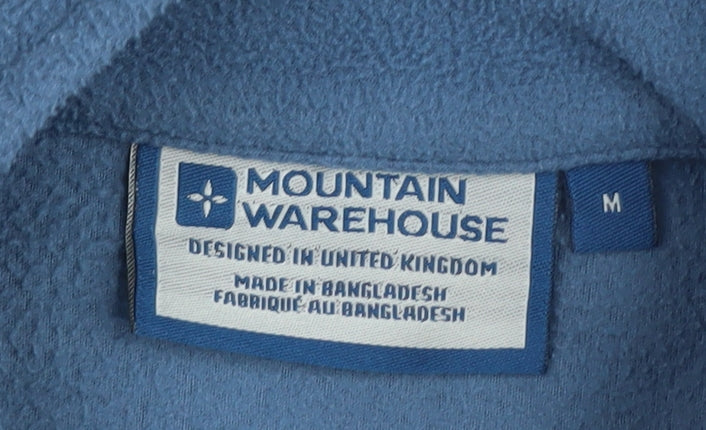 MOUNTAIN
WAREHOUSE
DESIGNED IN UNITED KINGDOM
MADE IN BANGLADESH
FABRIQUÉ AU BANGLADESH
M